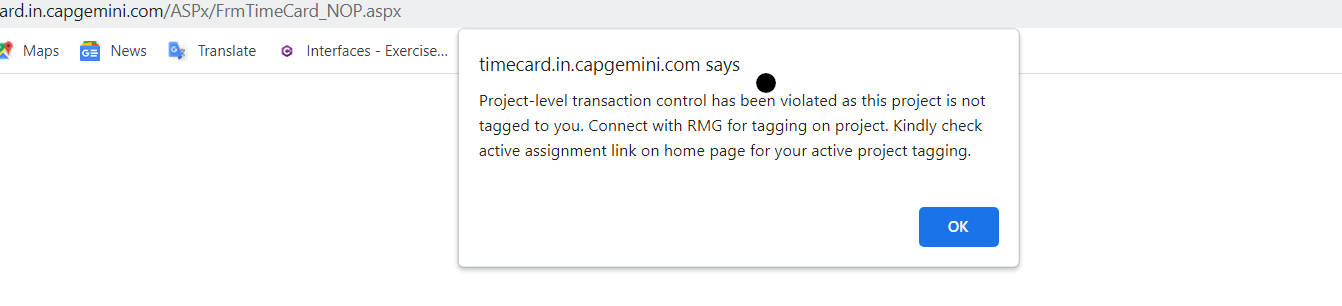 ard.in.capgemini.com/ASPx/FrmTimeCard_NOP.aspx
Maps News Translate Interfaces - Exercise...
timecard.in.capgemini.com says
Project-level transaction control has been violated as this project is not
tagged to you. Connect with RMG for tagging on project. Kindly check
active assignment link on home page for your active project tagging.
OK